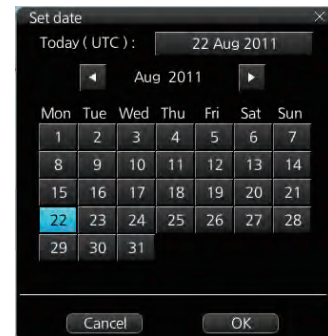 Set date
Today ( UTC ) : 22 Aug 2011
Aug 2011
Mon Tue Wed Thu Fri Sat Sun
1 2 3 4 5 6 7
8 9 10 11 12 13 14
15 16 17 18 19 20 21
22 23 24 25 26 27 28
29 30 31
Cancel OK